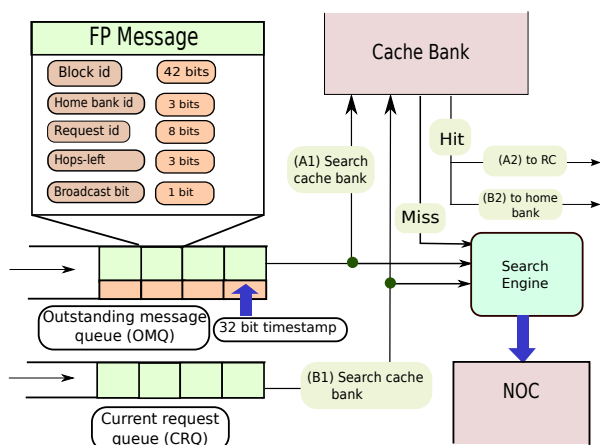 FP Message
Block id
42 bits
Home bank id
3 bits
Request id
8 bits
Hops-left
3 bits
Broadcast bit
1 bit
Cache Bank
Hit
(A1) Search
cache bank
(A2) to RC
(B2) to home
bank
Miss
Search
Engine
Outstanding message
queue (OMQ)
32 bit timestamp
(B1) Search cache
bank
NOC
Current request
queue (CRQ)